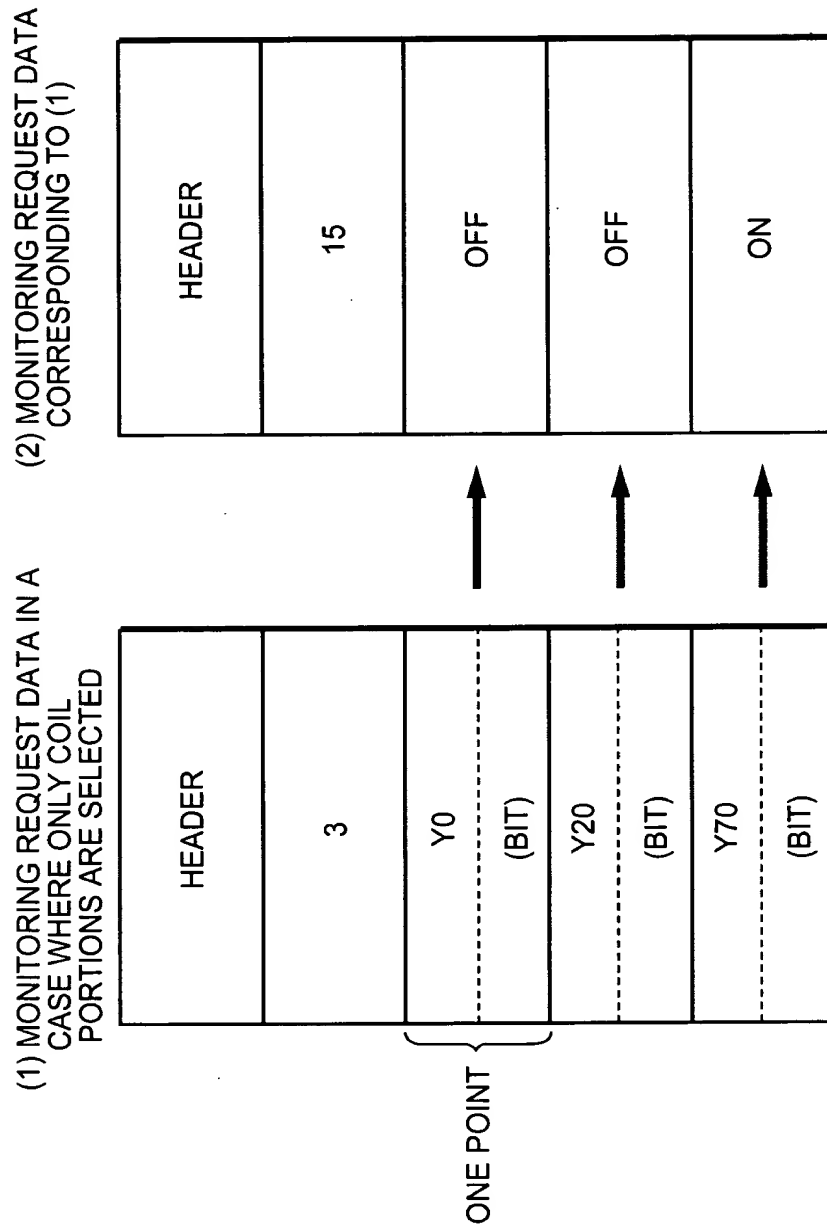 (1) MONITORING REQUEST DATA IN A
CASE WHERE ONLY COIL
PORTIONS ARE SELECTED
HEADER
3
ONE POINT
Y0
(BIT)
Y20
(BIT)
Y70
(BIT)
(2) MONITORING REQUEST DATA
CORRESPONDING TO (1)
HEADER
15
OFF
OFF
ON